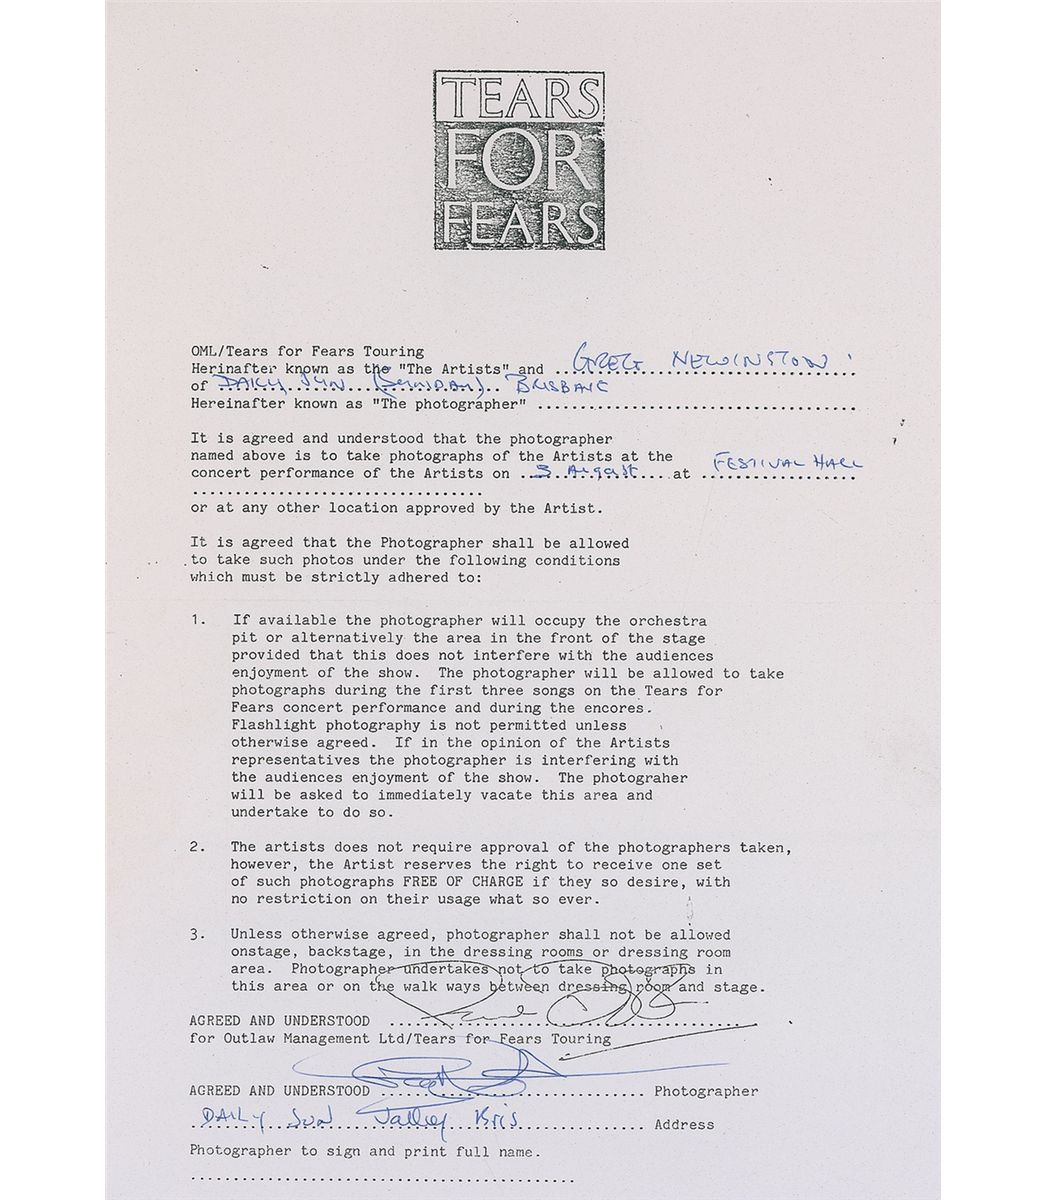 TEARS
FOR
FEARS
OML/Tears for Fears Touring
Herinafter known as the "The Artists" and GREG NEWINSTON
of DAILY SUN (SUNDAY) BRISBANE
Hereinafter known as "The photographer" ....................................
It is agreed and understood that the photographer
named above is to take photographs of the Artists at the
concert performance of the Artists on 3 August at FESTIVAL HALL
..................................
or at any other location approved by the Artist.
It is agreed that the Photographer shall be allowed
to take such photos under the following conditions
which must be strictly adhered to:
1. If available the photographer will occupy the orchestra
pit or alternatively the area in the front of the stage
provided that this does not interfere with the audiences
enjoyment of the show. The photographer will be allowed to take
photographs during the first three songs on the Tears for
Fears concert performance and during the encores.
Flashlight photography is not permitted unless
otherwise agreed. If in the opinion of the Artists
representatives the photographer is interfering with
the audiences enjoyment of the show. The photograher
will be asked to immediately vacate this area and
undertake to do so.
2. The artists does not require approval of the photographers taken,
however, the Artist reserves the right to receive one set
of such photographs FREE OF CHARGE if they so desire, with
no restriction on their usage what so ever.
3. Unless otherwise agreed, photographer shall not be allowed
onstage, backstage, in the dressing rooms or dressing room
area. Photographer undertakes not to take photographs in
this area or on the walk ways between dressing room and stage.
AGREED AND UNDERSTOOD ...........................................
for Outlaw Management Ltd/Tears for Fears Touring
AGREED AND UNDERSTOOD ............................... Photographer
DAILY SUN Valley Bris Address
Photographer to sign and print full name.
.............................................